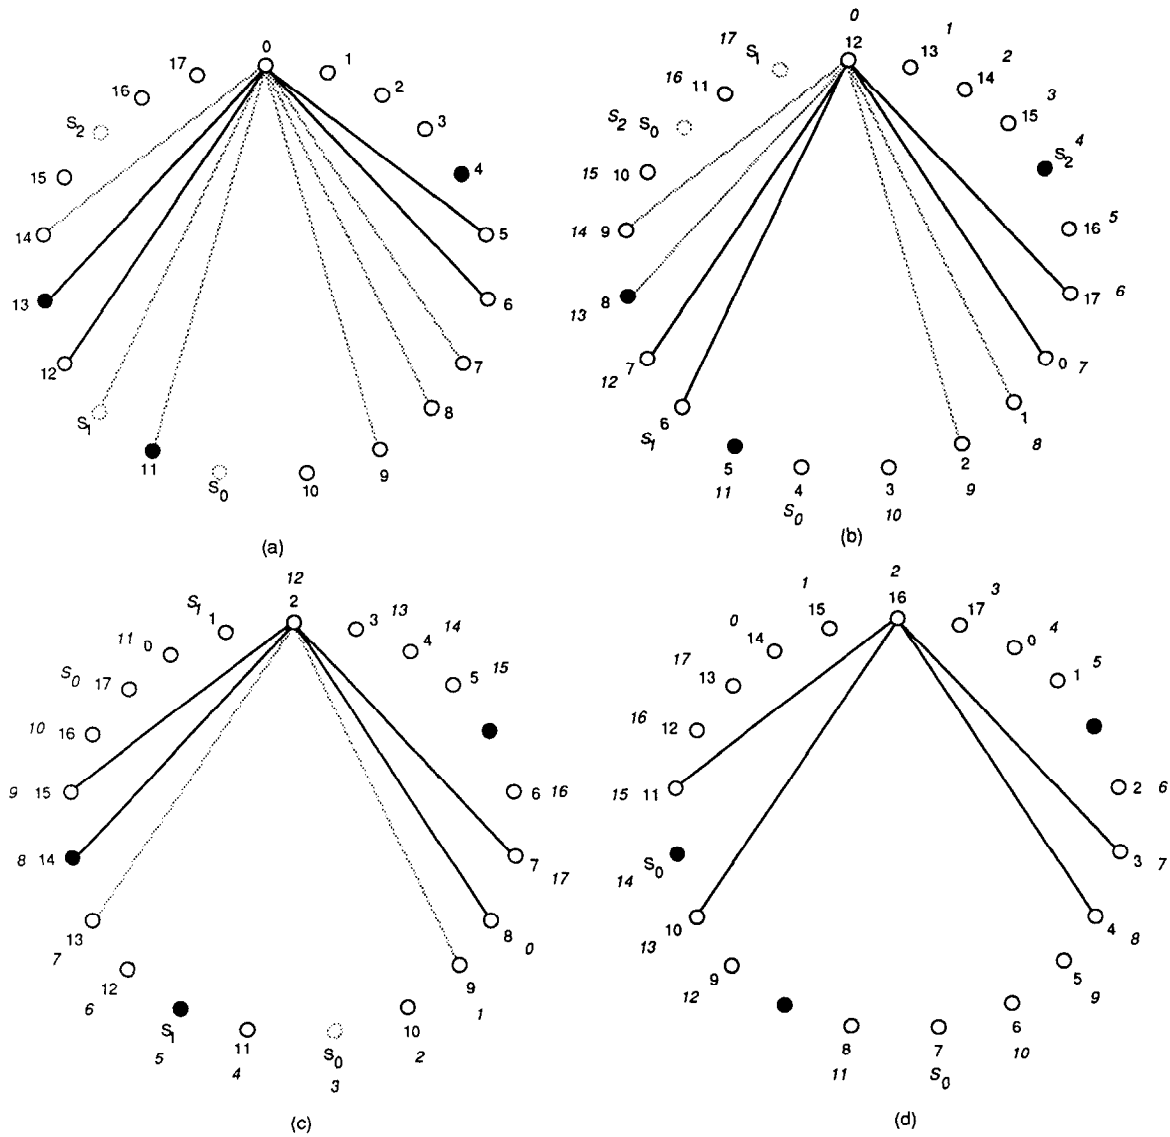 0
17 1
16 2
S2 3
4
15
14 5
13 6
12 7
S1 8
11 9
S0 10
(a)
0
17 S1 12 13 1
16 11 14 2
S2 S0 15 3
S2 4
15 10
14 9 16 5
8 17 6
13
7 0 7
12
6 1
S1 8
5 4 3 2
11 S0 10 9
(b)
12
S1 1 2 3 13
11 0 4 14
S0 17 5 15
10 16
9 15 6 16
8 14 7 17
13 8 0
7
12 9
6 1
S1 11 S0 10
5 4 3 2
(c)
2
1 16 3
15 17
0 14 0 4
17 13 1 5
16 12
15 11 2 6
S0 3 7
14
10 4 8
13
9 5
12 9
8 7 6
11 S0 10
(d)